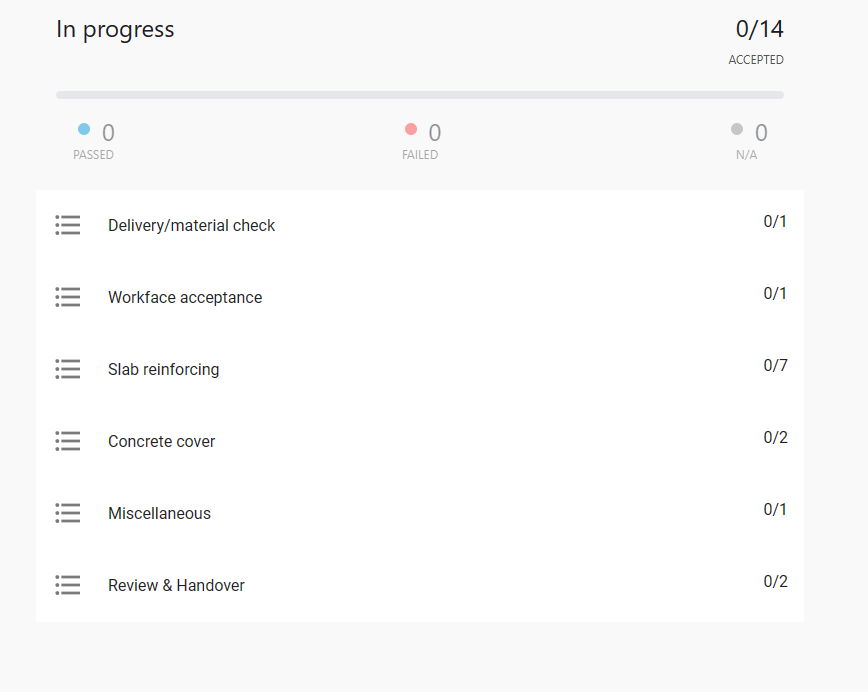 In progress 0/14
ACCEPTED
0 0 0
PASSED FAILED N/A
Delivery/material check 0/1
Workface acceptance 0/1
Slab reinforcing 0/7
Concrete cover 0/2
Miscellaneous 0/1
Review & Handover 0/2